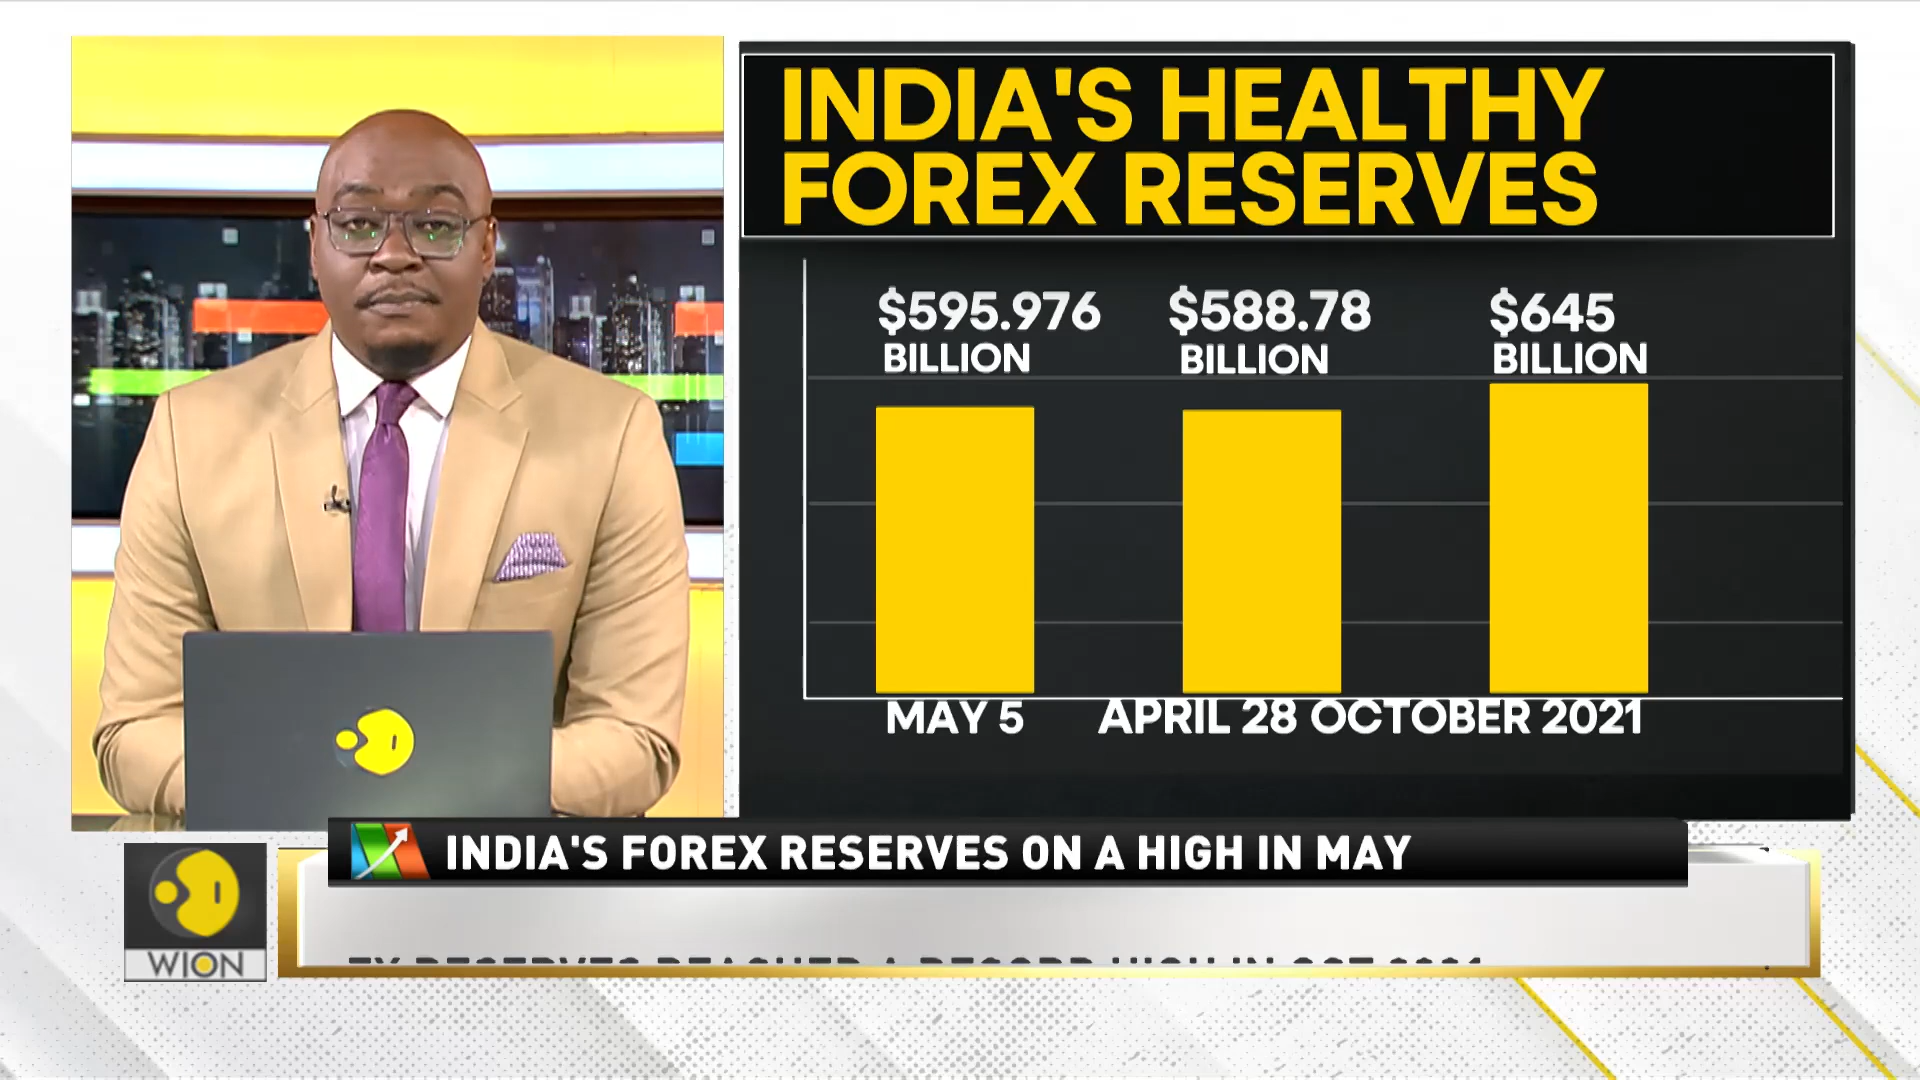 INDIA'S HEALTHY
FOREX RESERVES
$595.976
BILLION
$588.78
BILLION
$645
BILLION
MAY 5
APRIL 28
OCTOBER 2021
INDIA'S FOREX RESERVES ON A HIGH IN MAY
WION